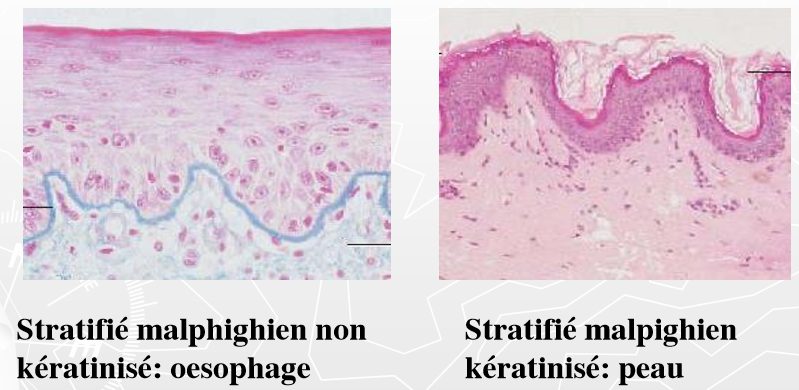 Stratifié malphighien non
kératinisé: oesophage
Stratifié malpighien
kératinisé: peau